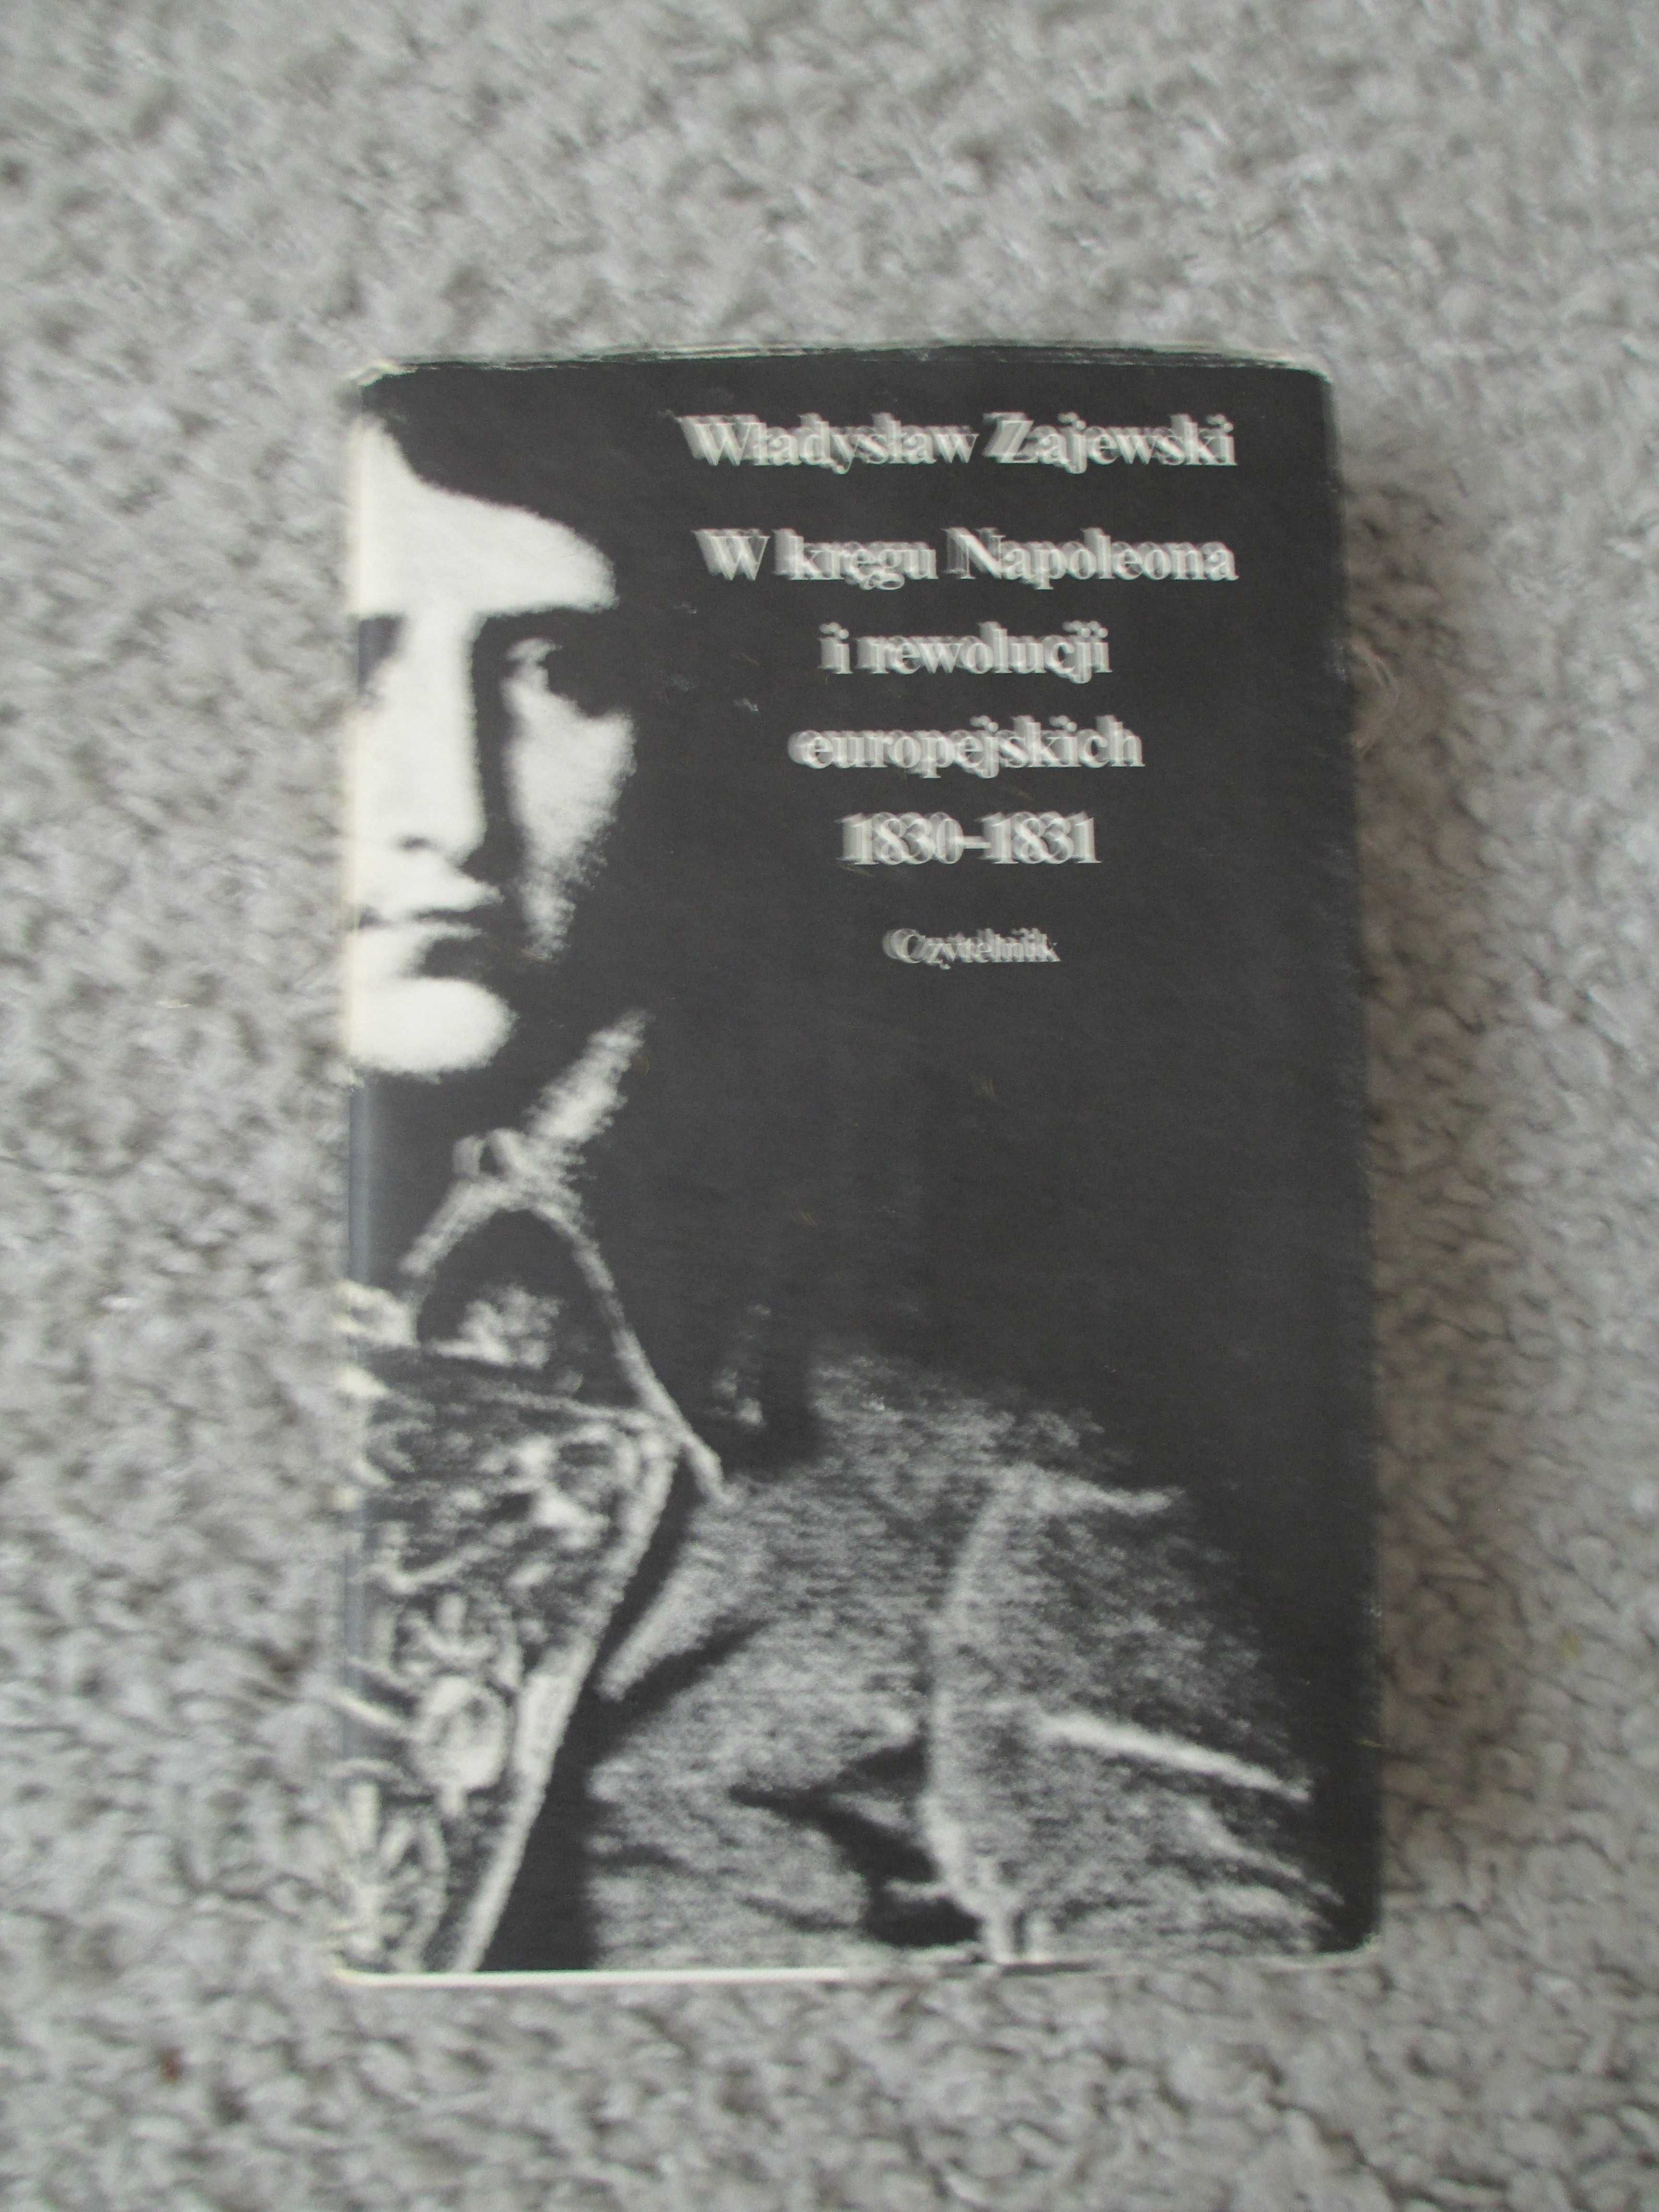 Władysław Zajewski
W kręgu Napoleona
i rewolucji
europejskich
1830–1831
Czytelnik